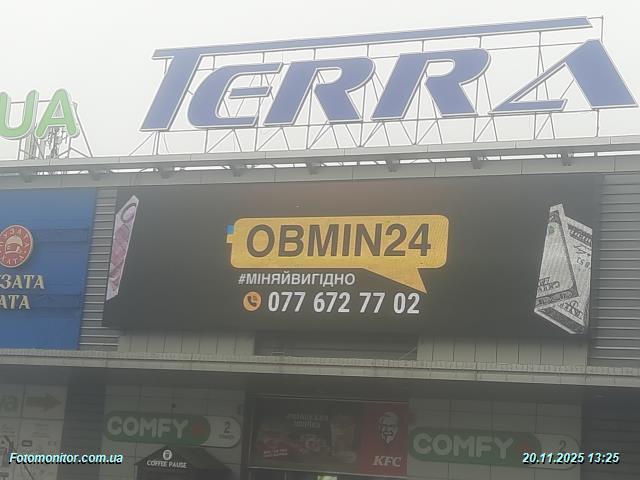 TERRA
UA
OBMIN24
#МІНЯЙВИГІДНО
077 672 77 02
УЗАТА
АТА
COMFY
2
COFFEE PAUSE
KFC
COMFY
2
Fotomonitor.com.ua
20.11.2025 13:25